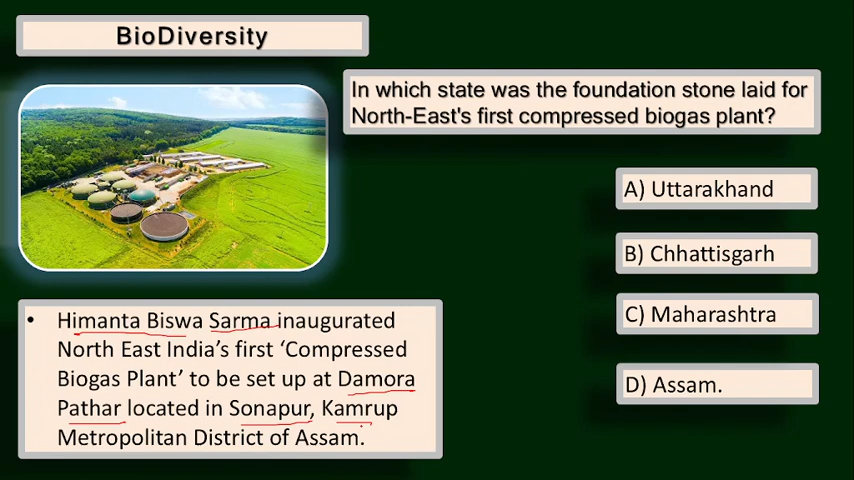 BioDiversity
In which state was the foundation stone laid for
North-East's first compressed biogas plant?
A) Uttarakhand
B) Chhattisgarh
C) Maharashtra
D) Assam.
• Himanta Biswa Sarma inaugurated
North East India’s first ‘Compressed
Biogas Plant’ to be set up at Damora
Pathar located in Sonapur, Kamrup
Metropolitan District of Assam.